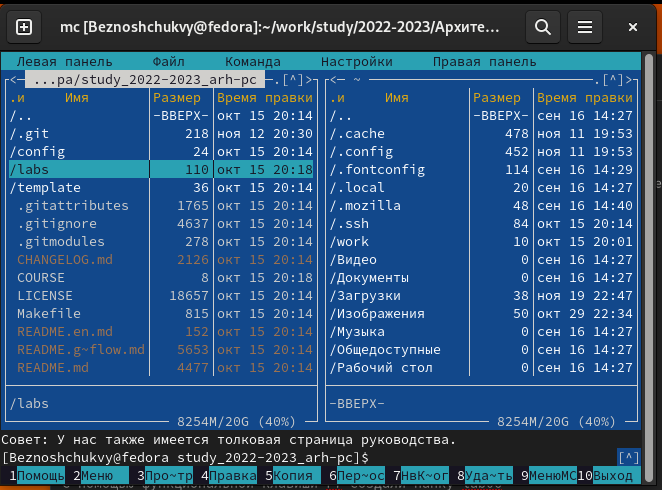 mc [Beznoshchukvy@fedora]:~/work/study/2022-2023/Архите...
Левая панель Файл Команда Настройки Правая панель
<─ ...pa/study_2022-2023_arh-pc .[^]> <─ ~ .[^]>
.и Имя Размер Время правки .и Имя Размер Время правки
/.. -ВВЕРХ- окт 15 20:14 /.. -ВВЕРХ- сен 16 14:27
/.git 218 ноя 12 20:30 /.cache 478 ноя 11 19:53
/config 24 окт 15 20:14 /.config 452 ноя 11 19:53
/labs 110 окт 15 20:18 /.fontconfig 114 сен 16 14:29
/template 36 окт 15 20:14 /.local 20 сен 16 14:27
.gitattributes 1765 окт 15 20:14 /.mozilla 48 сен 16 14:40
.gitignore 4637 окт 15 20:14 /.ssh 84 окт 15 20:14
.gitmodules 278 окт 15 20:14 /work 10 окт 15 20:01
CHANGELOG.md 2126 окт 15 20:14 /Видео 0 сен 16 14:27
COURSE 8 окт 15 20:18 /Документы 0 сен 16 14:27
LICENSE 18657 окт 15 20:14 /Загрузки 38 ноя 19 22:47
Makefile 815 окт 15 20:14 /Изображения 50 окт 29 22:34
README.en.md 152 окт 15 20:14 /Музыка 0 сен 16 14:27
README.g~flow.md 5653 окт 15 20:14 /Общедоступные 0 сен 16 14:27
README.md 4477 окт 15 20:14 /Рабочий стол 0 сен 16 14:27
/labs -ВВЕРХ-
8254M/20G (40%) 8254M/20G (40%)
Совет: У нас также имеется толковая страница руководства.
[Beznoshchukvy@fedora study_2022-2023_arh-pc]$ [^]
1Помощь 2Меню 3Про~тр 4Правка 5Копия 6Пер~ос 7НвК~ог 8Уда~ть 9МенюMC 10Выход